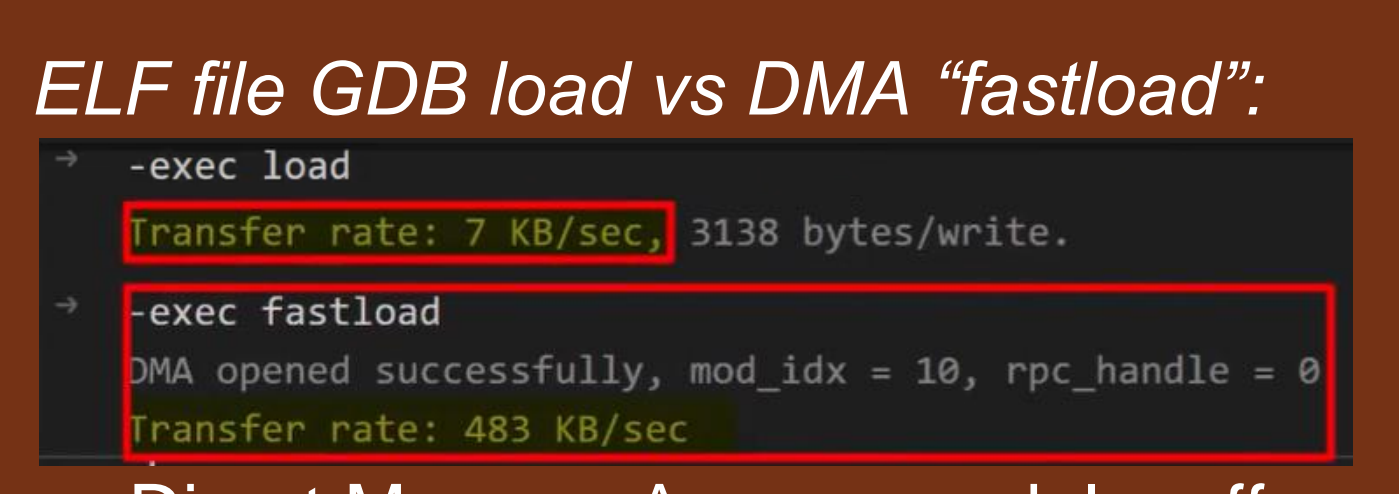 ELF file GDB load vs DMA “fastload”:
→ -exec load
Transfer rate: 7 KB/sec, 3138 bytes/write.
→ -exec fastload
DMA opened successfully, mod_idx = 10, rpc_handle = 0
Transfer rate: 483 KB/sec